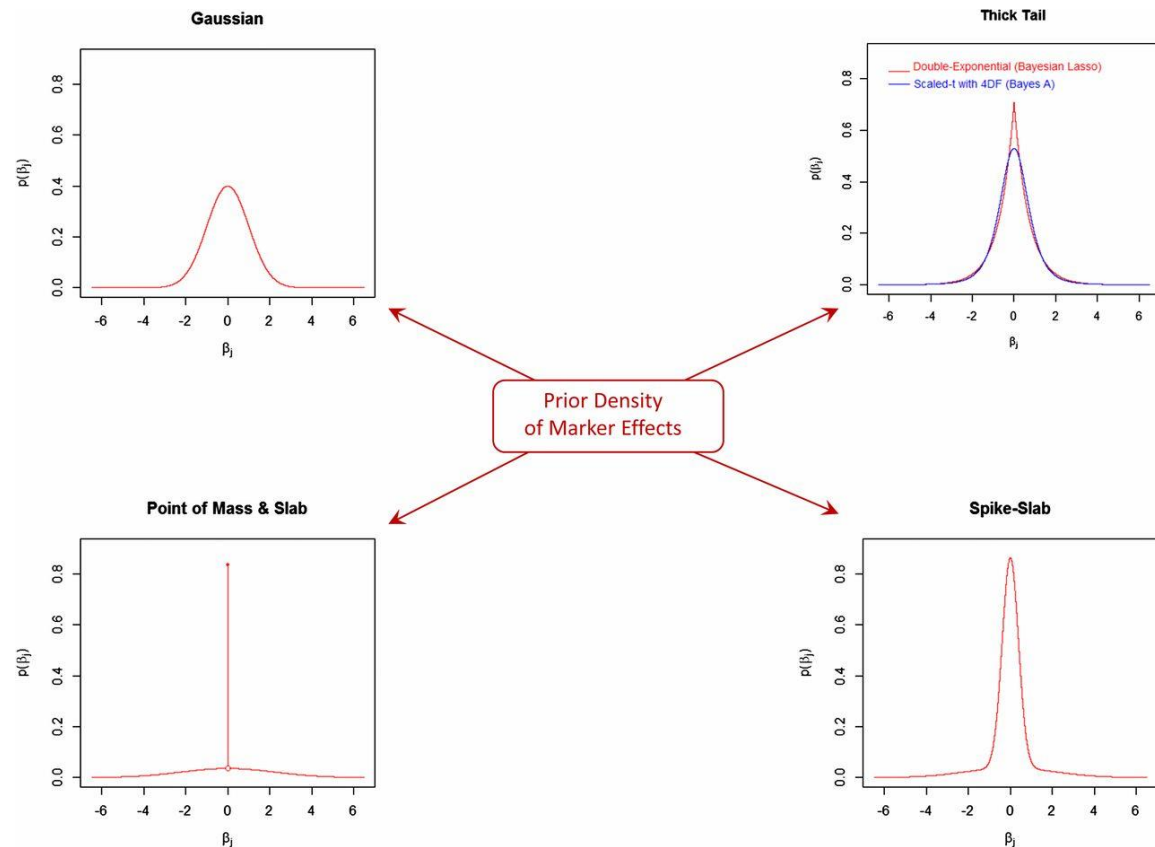 Gaussian
p(βj)
0.0 0.2 0.4 0.6 0.8
-6 -4 -2 0 2 4 6
βj
Thick Tail
Double-Exponential (Bayesian Lasso)
Scaled-t with 4DF (Bayes A)
p(βj)
0.0 0.2 0.4 0.6 0.8
-6 -4 -2 0 2 4 6
βj
Prior Density
of Marker Effects
Point of Mass & Slab
p(βj)
0.0 0.2 0.4 0.6 0.8
-6 -4 -2 0 2 4 6
βj
Spike-Slab
p(βj)
0.0 0.2 0.4 0.6 0.8
-6 -4 -2 0 2 4 6
βj